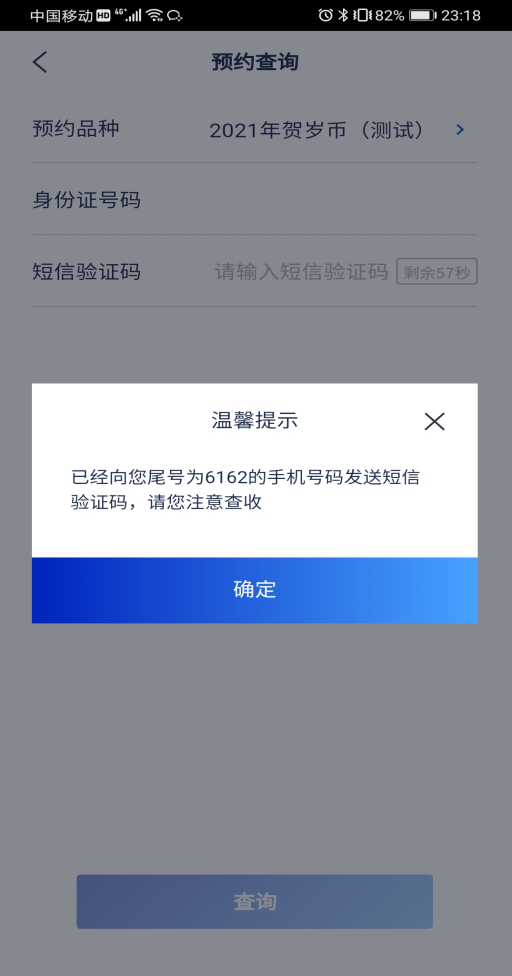 中国移动 HD 4G+ 82% 23:18
预约查询
预约品种 2021年贺岁币（测试）
身份证号码
短信验证码 请输入短信验证码 剩余57秒
温馨提示
已经向您尾号为6162的手机号码发送短信
验证码，请您注意查收
确定
查询